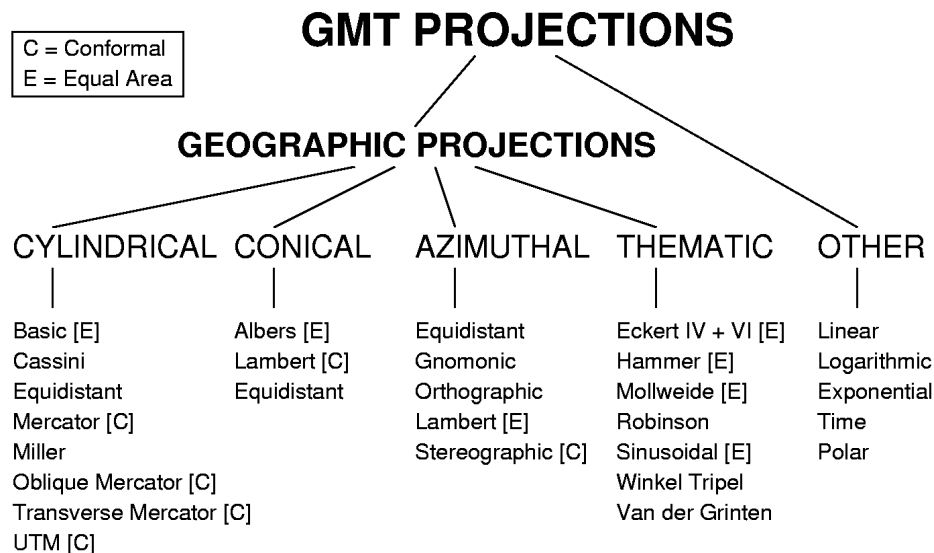 GMT PROJECTIONS
C = Conformal
E = Equal Area
GEOGRAPHIC PROJECTIONS
CYLINDRICAL
Basic [E]
Cassini
Equidistant
Mercator [C]
Miller
Oblique Mercator [C]
Transverse Mercator [C]
UTM [C]
CONICAL
Albers [E]
Lambert [C]
Equidistant
AZIMUTHAL
Equidistant
Gnomonic
Orthographic
Lambert [E]
Stereographic [C]
THEMATIC
Eckert IV + VI [E]
Hammer [E]
Mollweide [E]
Robinson
Sinusoidal [E]
Winkel Tripel
Van der Grinten
OTHER
Linear
Logarithmic
Exponential
Time
Polar